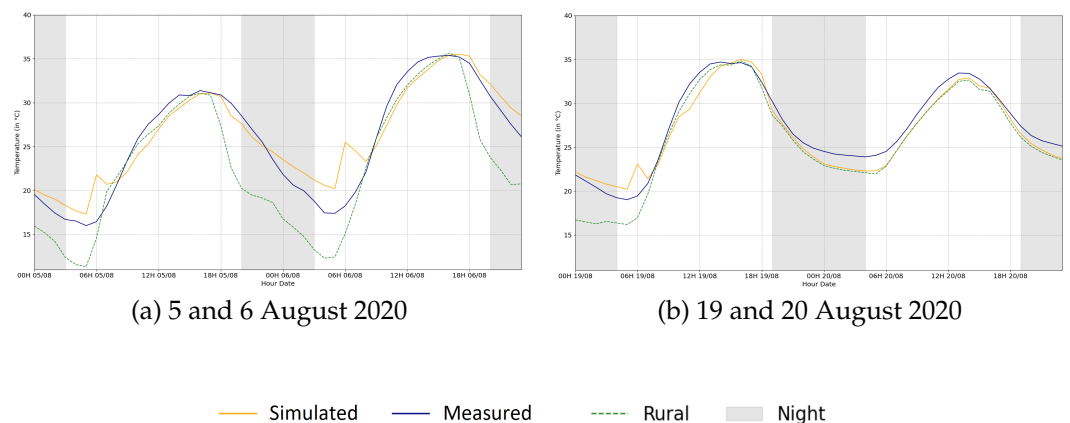 40
35
30
25
20
15
Temperature (in °C)
00H 05/08 06H 05/08 12H 05/08 18H 05/08 00H 06/08 06H 06/08 12H 06/08 18H 06/08
Hour Date
(a) 5 and 6 August 2020
40
35
30
25
20
15
Temperature (in °C)
00H 19/08 06H 19/08 12H 19/08 18H 19/08 00H 20/08 06H 20/08 12H 20/08 18H 20/08
Hour Date
(b) 19 and 20 August 2020
Simulated Measured Rural Night